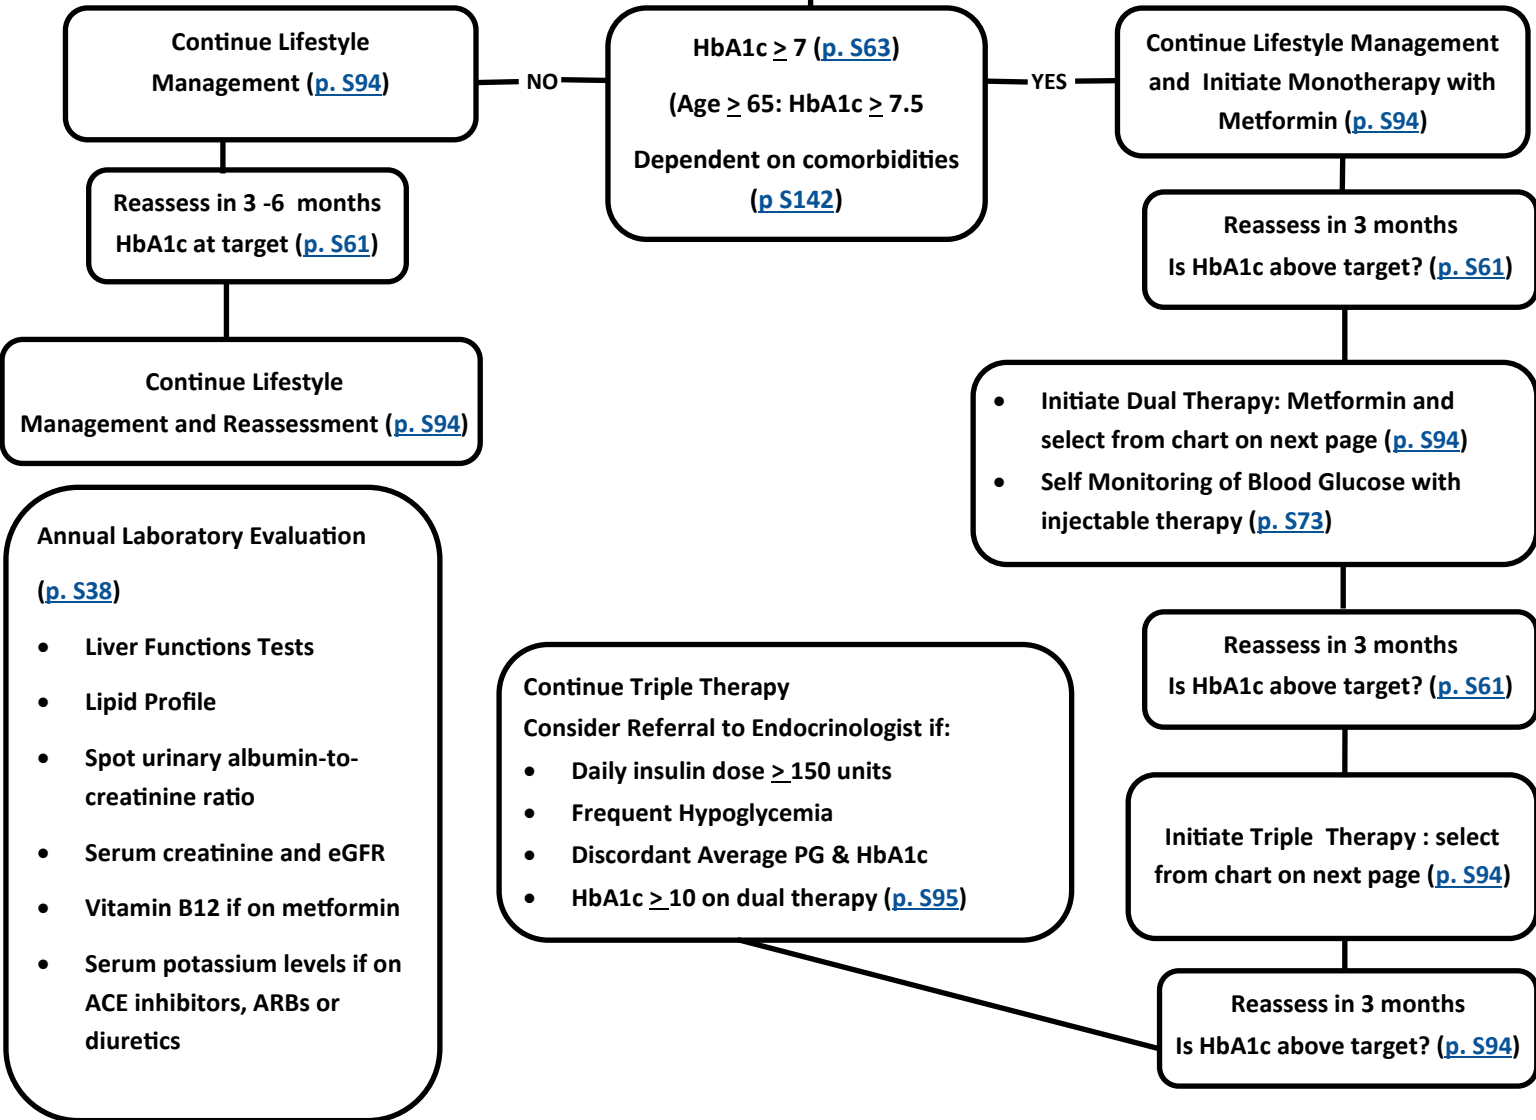 Continue Lifestyle
Management (p. S94)
NO
HbA1c ≥ 7 (p. S63)
(Age ≥ 65: HbA1c ≥ 7.5
Dependent on comorbidities
(p S142)
YES
Continue Lifestyle Management
and Initiate Monotherapy with
Metformin (p. S94)
Reassess in 3 -6 months
HbA1c at target (p. S61)
Reassess in 3 months
Is HbA1c above target? (p. S61)
Continue Lifestyle
Management and Reassessment (p. S94)
• Initiate Dual Therapy: Metformin and
select from chart on next page (p. S94)
• Self Monitoring of Blood Glucose with
injectable therapy (p. S73)
Annual Laboratory Evaluation
(p. S38)
• Liver Functions Tests
• Lipid Profile
• Spot urinary albumin-to-
creatinine ratio
• Serum creatinine and eGFR
• Vitamin B12 if on metformin
• Serum potassium levels if on
ACE inhibitors, ARBs or
diuretics
Continue Triple Therapy
Consider Referral to Endocrinologist if:
• Daily insulin dose ≥ 150 units
• Frequent Hypoglycemia
• Discordant Average PG & HbA1c
• HbA1c ≥ 10 on dual therapy (p. S95)
Reassess in 3 months
Is HbA1c above target? (p. S61)
Initiate Triple Therapy : select
from chart on next page (p. S94)
Reassess in 3 months
Is HbA1c above target? (p. S94)